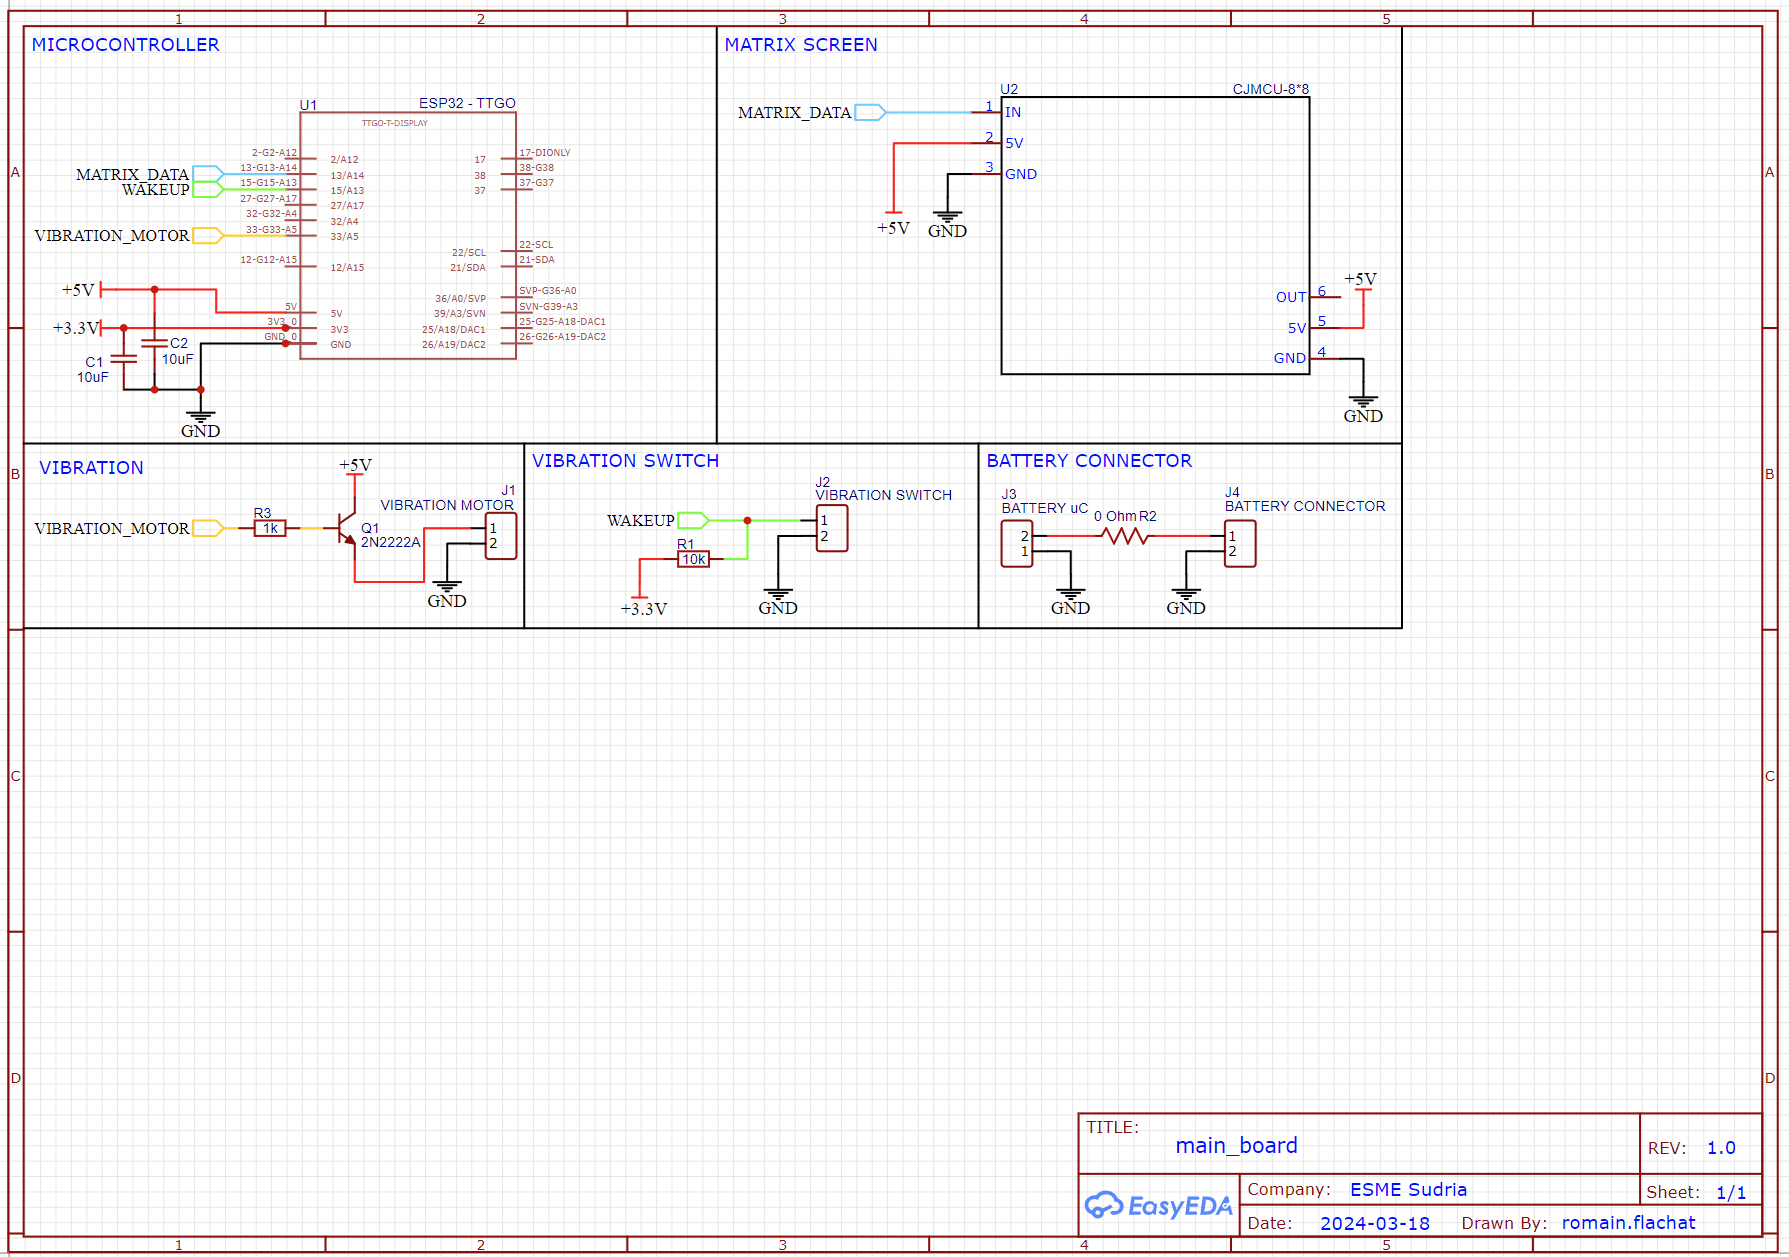 1 2 3 4 5
MICROCONTROLLER
MATRIX SCREEN
U1 ESP32 - TTGO
TTGO-T-DISPLAY
MATRIX_DATA
WAKEUP
VIBRATION_MOTOR
2-G2-A12 2/A12
13-G13-A14 13/A14
15-G15-A13 15/A13
27-G27-A17 27/A17
32-G32-A4 32/A4
33-G33-A5 33/A5
12-G12-A15 12/A15
5V 5V
3V3_0 3V3
GND_0 GND
17 17-DIONLY
38 38-G38
37 37-G37
22/SCL 22-SCL
21/SDA 21-SDA
36/A0/SVP SVP-G36-A0
39/A3/SVN SVN-G39-A3
25/A18/DAC1 25-G25-A18-DAC1
26/A19/DAC2 26-G26-A19-DAC2
+5V
+3.3V
C2
10uF
C1
10uF
GND
U2 CJMCU-8*8
MATRIX_DATA 1 IN
2 5V
3 GND
+5V
GND
+5V
OUT 6
5V 5
GND 4
GND
VIBRATION
+5V
J1
VIBRATION MOTOR
VIBRATION_MOTOR
R3
1k
Q1
2N2222A
1
2
GND
VIBRATION SWITCH
J2
VIBRATION SWITCH
WAKEUP
1
2
R1
10k
+3.3V
GND
BATTERY CONNECTOR
J3
BATTERY uC
0 Ohm R2
J4
BATTERY CONNECTOR
2
1
1
2
GND
GND
A A
B B
C C
D D
TITLE:
main_board
REV: 1.0
EasyEDA
Company: ESME Sudria
Sheet: 1/1
Date: 2024-03-18 Drawn By: romain.flachat
1 2 3 4 5